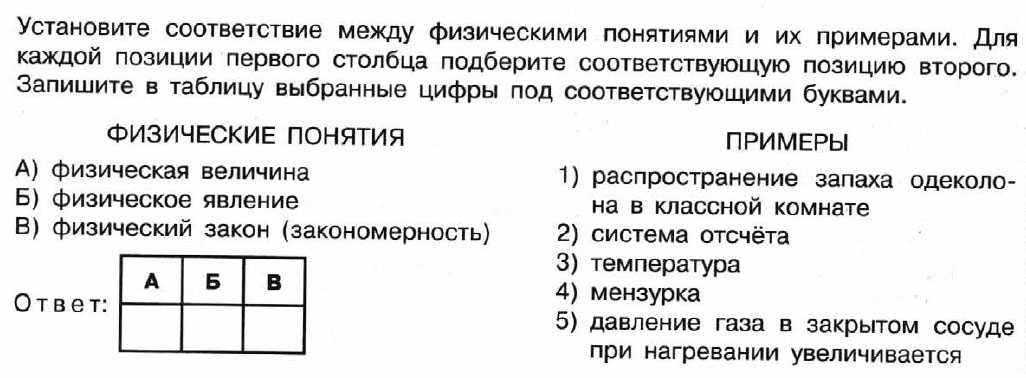 Установите соответствие между физическими понятиями и их примерами. Для
каждой позиции первого столбца подберите соответствующую позицию второго.
Запишите в таблицу выбранные цифры под соответствующими буквами.
ФИЗИЧЕСКИЕ ПОНЯТИЯ
А) физическая величина
Б) физическое явление
В) физический закон (закономерность)
Ответ:
А Б В
ПРИМЕРЫ
1) распространение запаха одеколо-
на в классной комнате
2) система отсчёта
3) температура
4) мензурка
5) давление газа в закрытом сосуде
при нагревании увеличивается